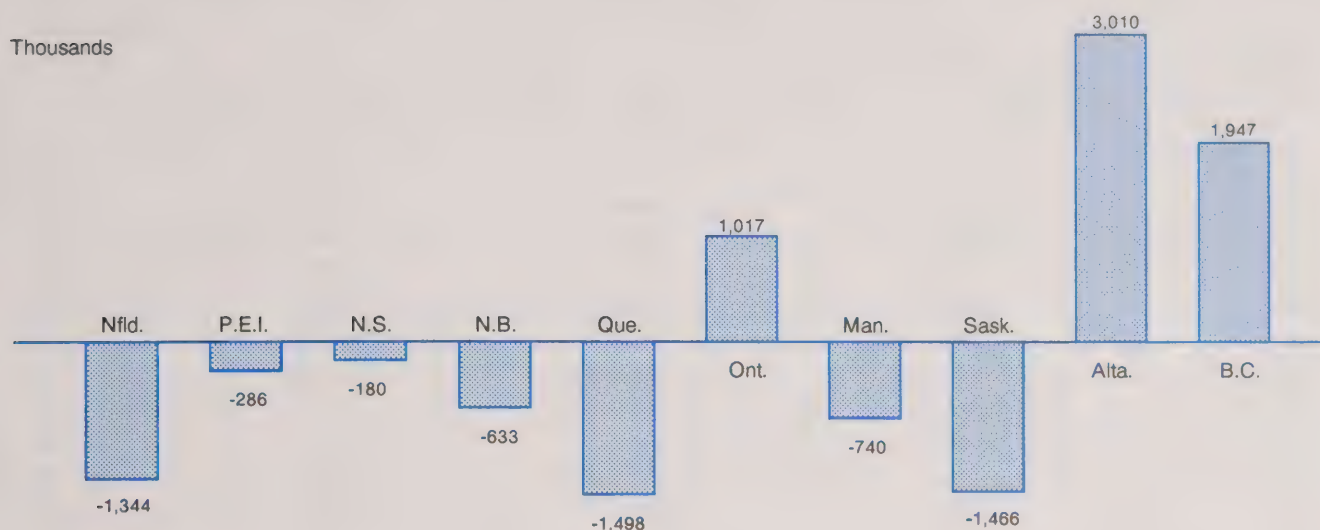 3,010
Thousands
1,947
1,017
Nfld. P.E.I. N.S. N.B. Que. Man. Sask.
Ont. Alta. B.C.
-286 -180
-633 -740
-1,344 -1,498 -1,466